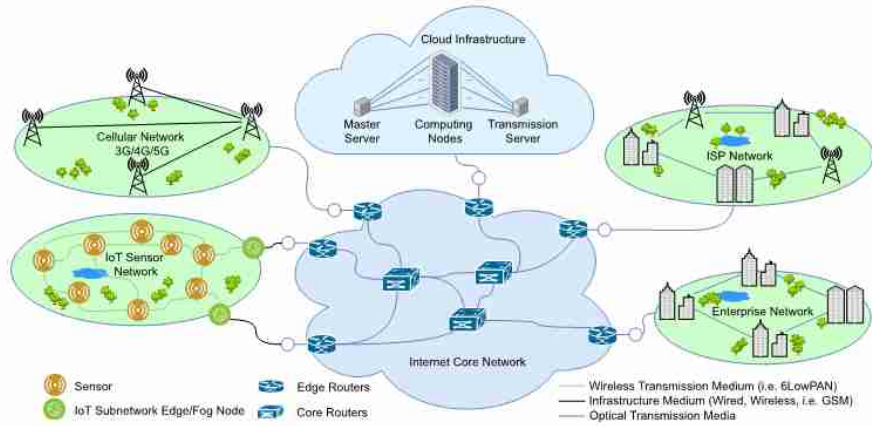 Cloud Infrastructure
Master
Server
Computing
Nodes
Transmission
Server
Cellular Network
3G/4G/5G
ISP Network
IoT Sensor
Network
Enterprise Network
Internet Core Network
Sensor
IoT Subnetwork Edge/Fog Node
Edge Routers
Core Routers
Wireless Transmission Medium (i.e. 6LowPAN)
Infrastructure Medium (Wired, Wireless, i.e. GSM)
Optical Transmission Media